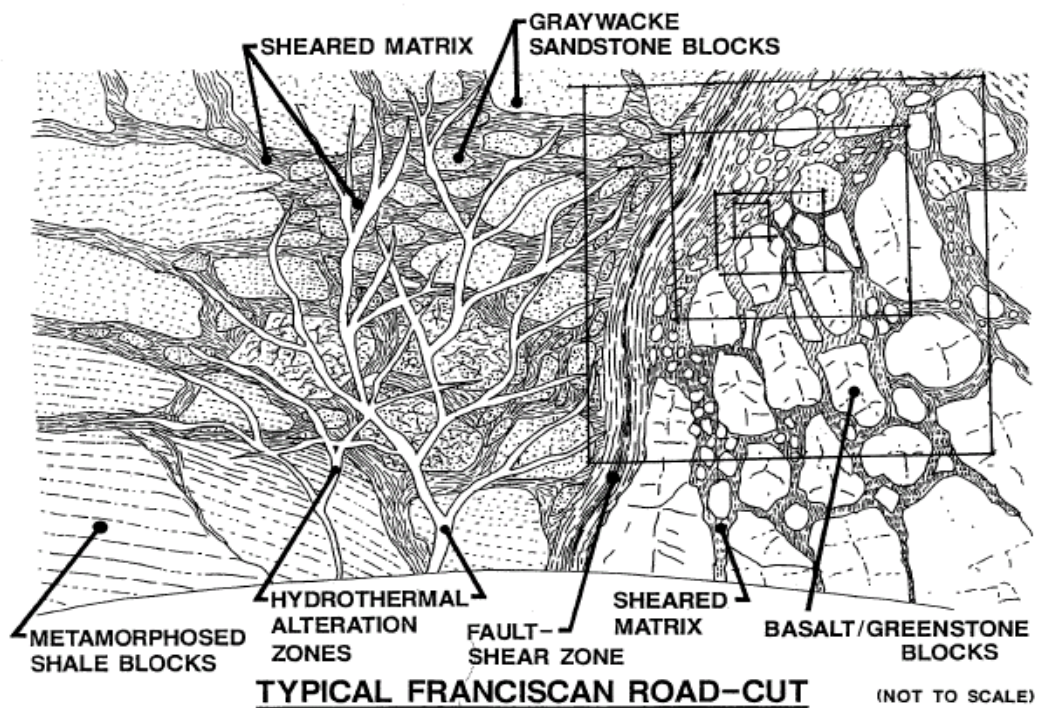 GRAYWACKE
SANDSTONE BLOCKS
SHEARED MATRIX
METAMORPHOSED
SHALE BLOCKS
HYDROTHERMAL
ALTERATION
ZONES
FAULT-
SHEAR ZONE
SHEARED
MATRIX
BASALT/GREENSTONE
BLOCKS
TYPICAL FRANCISCAN ROAD-CUT
(NOT TO SCALE)